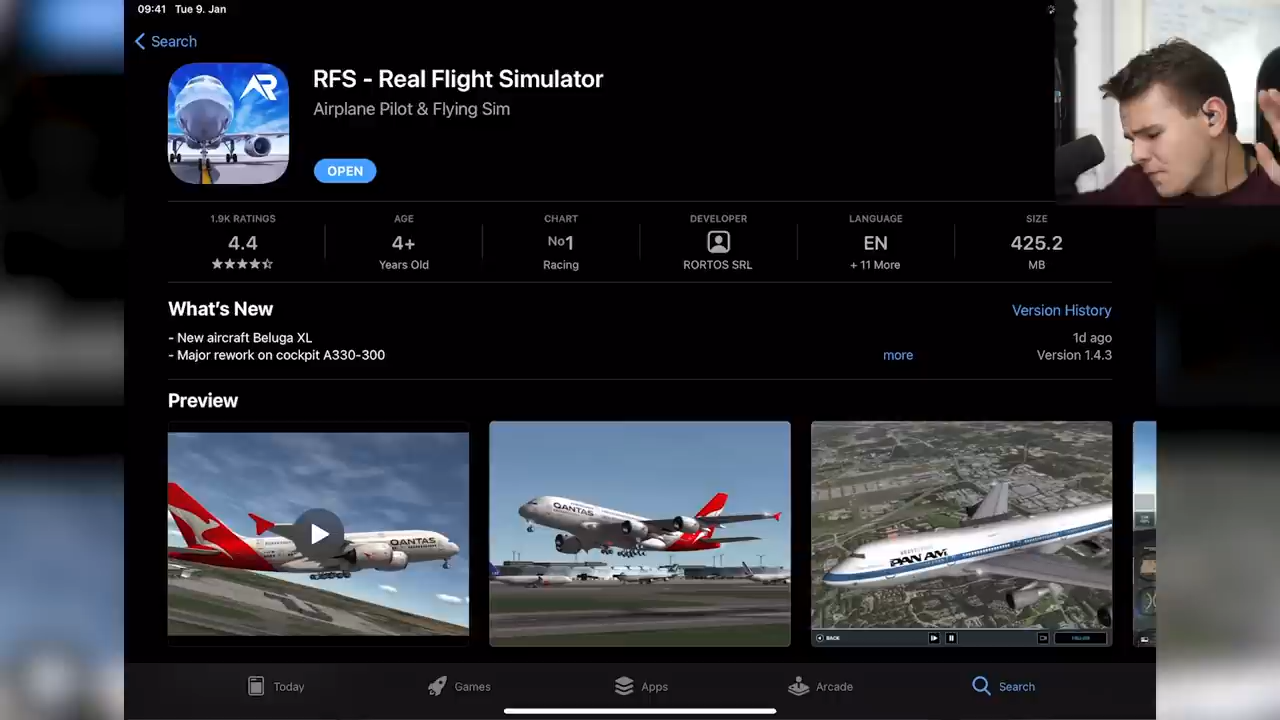 09:41 Tue 9. Jan
Search
RFS - Real Flight Simulator
Airplane Pilot & Flying Sim
OPEN
1.9K RATINGS
4.4
AGE
4+
Years Old
CHART
No1
Racing
DEVELOPER
RORTOS SRL
LANGUAGE
EN
+ 11 More
SIZE
425.2
MB
What's New
Version History
- New aircraft Beluga XL
1d ago
- Major rework on cockpit A330-300
more
Version 1.4.3
Preview
QANTAS
QANTAS
PAN AM
BACK
Today
Games
Apps
Arcade
Search